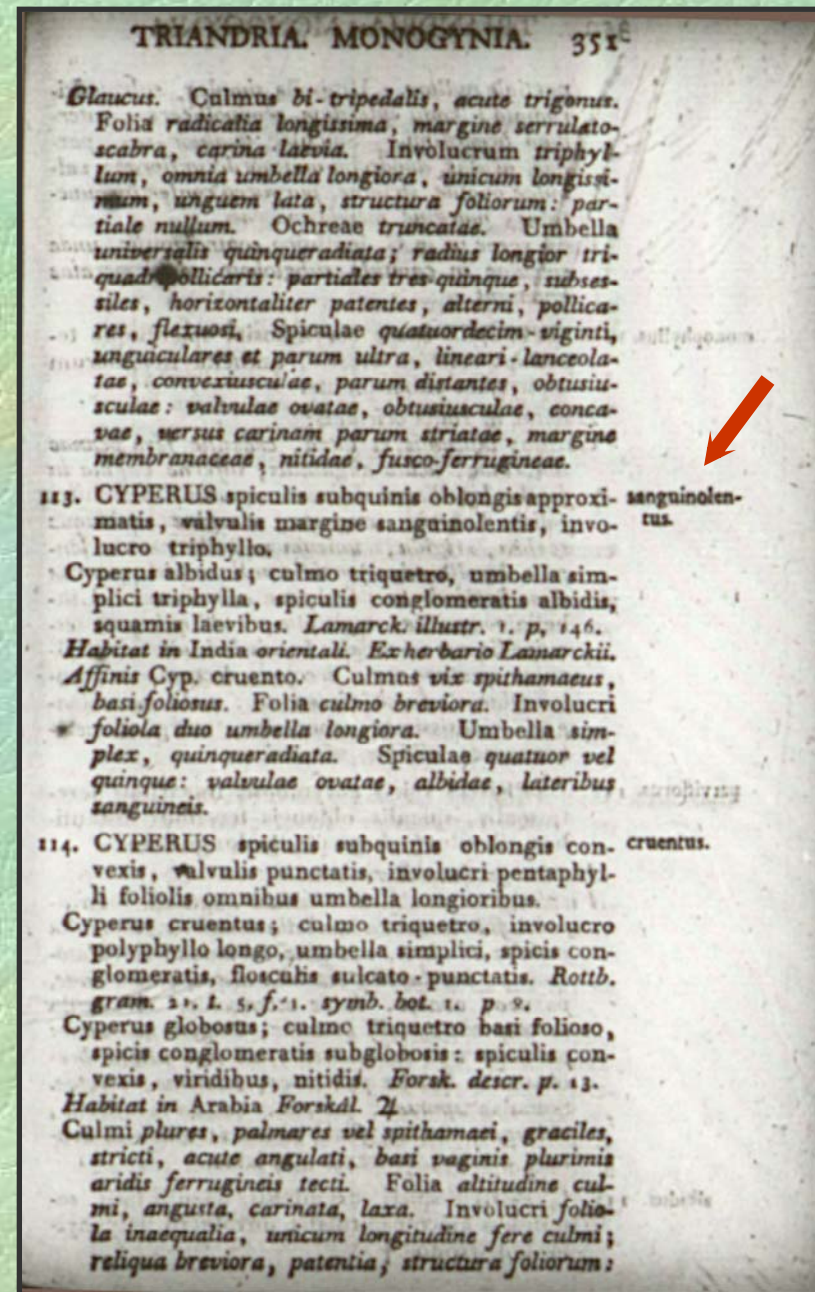 TRIANDRIA. MONOGYNIA. 351
Glaucus. Culmus bi-tripedalis, acute trigonus.
Folia radicalia longissima, margine serrulato-
scabra, carina laevia. Involucrum triphyl-
lum, omnia umbella longiora, unicum longissi-
mum, unguem lata, structura foliorum: par-
tiale nullum. Ochreae truncatae. Umbella
universalis quinqueradiata; radius longior tri-
quadripollicaris: partiales tres-quinque, subses-
siles, horizontaliter patentes, alterni, pollica-
res, flexuosi, Spiculae quatuordecim-viginti,
unguiculares et parum ultra, lineari-lanceola-
tae, convexiusculae, parum distantes, obtusiu-
sculae: valvulae ovatae, obtusiusculae, conca-
vae, versus carinam parum striatae, margine
membranaceae, nitidae, fusco-ferrugineae.
113. CYPERUS spiculis subquinis oblongis approxi- sanguinolen-
matis, valvulis margine sanguinolentis, invo- tus.
lucro triphyllo.
Cyperus albidus; culmo triquetro, umbella sim-
plici triphylla, spiculis conglomeratis albidis,
squamis laevibus. Lamarck. illustr. 1. p. 146.
Habitat in India orientali. Ex herbario Lamarckii.
Affinis Cyp. cruento. Culmus vix spithamaeus,
basi foliosus. Folia culmo breviora. Involucri
foliola duo umbella longiora. Umbella sim-
plex, quinqueradiata. Spiculae quatuor vel
quinque: valvulae ovatae, albidae, lateribus
sanguineis.
114. CYPERUS spiculis subquinis oblongis con- cruentus.
vexis, valvulis punctatis, involucri pentaphyl-
li foliolis omnibus umbella longioribus.
Cyperus cruentus; culmo triquetro, involucro
polyphyllo longo, umbella simplici, spicis con-
glomeratis, flosculis sulcato-punctatis. Rottb.
gram. 21. t. 5. f. 1. symb. bot. 1. p 9.
Cyperus globosus; culmo triquetro basi folioso,
spicis conglomeratis subglobosis: spiculis con-
vexis, viridibus, nitidis. Forsk. descr. p. 13.
Habitat in Arabia Forskål. ♃
Culmi plures, palmares vel spithamaei, graciles,
stricti, acute angulati, basi vaginis plurimis
aridis ferrugineis tecti. Folia altitudine cul-
mi, angusta, carinata, laxa. Involucri folio-
la inaequalia, unicum longitudine fere culmi;
reliqua breviora, patentia, structura foliorum: